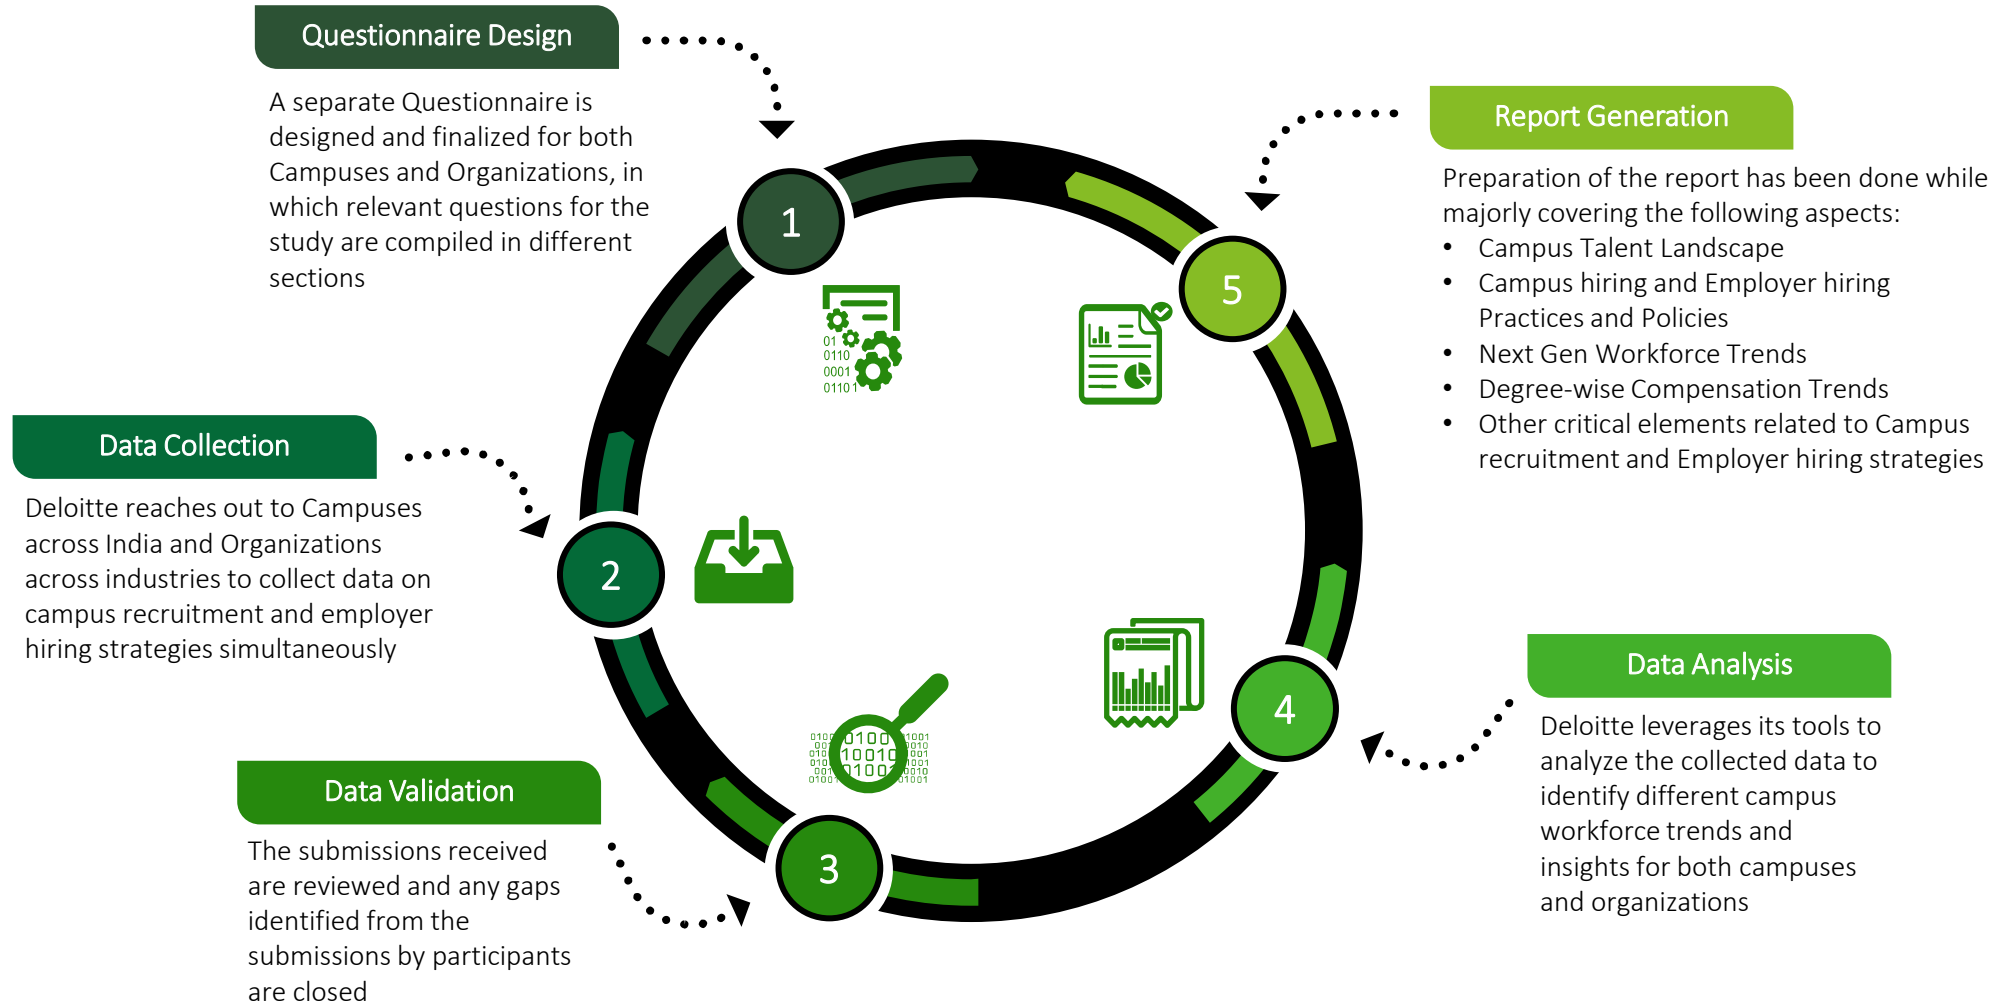 Questionnaire Design
A separate Questionnaire is
designed and finalized for both
Campuses and Organizations, in
which relevant questions for the
study are compiled in different
sections
1
01
0110
0001
01101
Data Collection
Deloitte reaches out to Campuses
across India and Organizations
across industries to collect data on
campus recruitment and employer
hiring strategies simultaneously
2
Data Validation
The submissions received
are reviewed and any gaps
identified from the
submissions by participants
are closed
3
Data Analysis
Deloitte leverages its tools to
analyze the collected data to
identify different campus
workforce trends and
insights for both campuses
and organizations
4
Report Generation
Preparation of the report has been done while
majorly covering the following aspects:
• Campus Talent Landscape
• Campus hiring and Employer hiring
Practices and Policies
• Next Gen Workforce Trends
• Degree-wise Compensation Trends
• Other critical elements related to Campus
recruitment and Employer hiring strategies
5